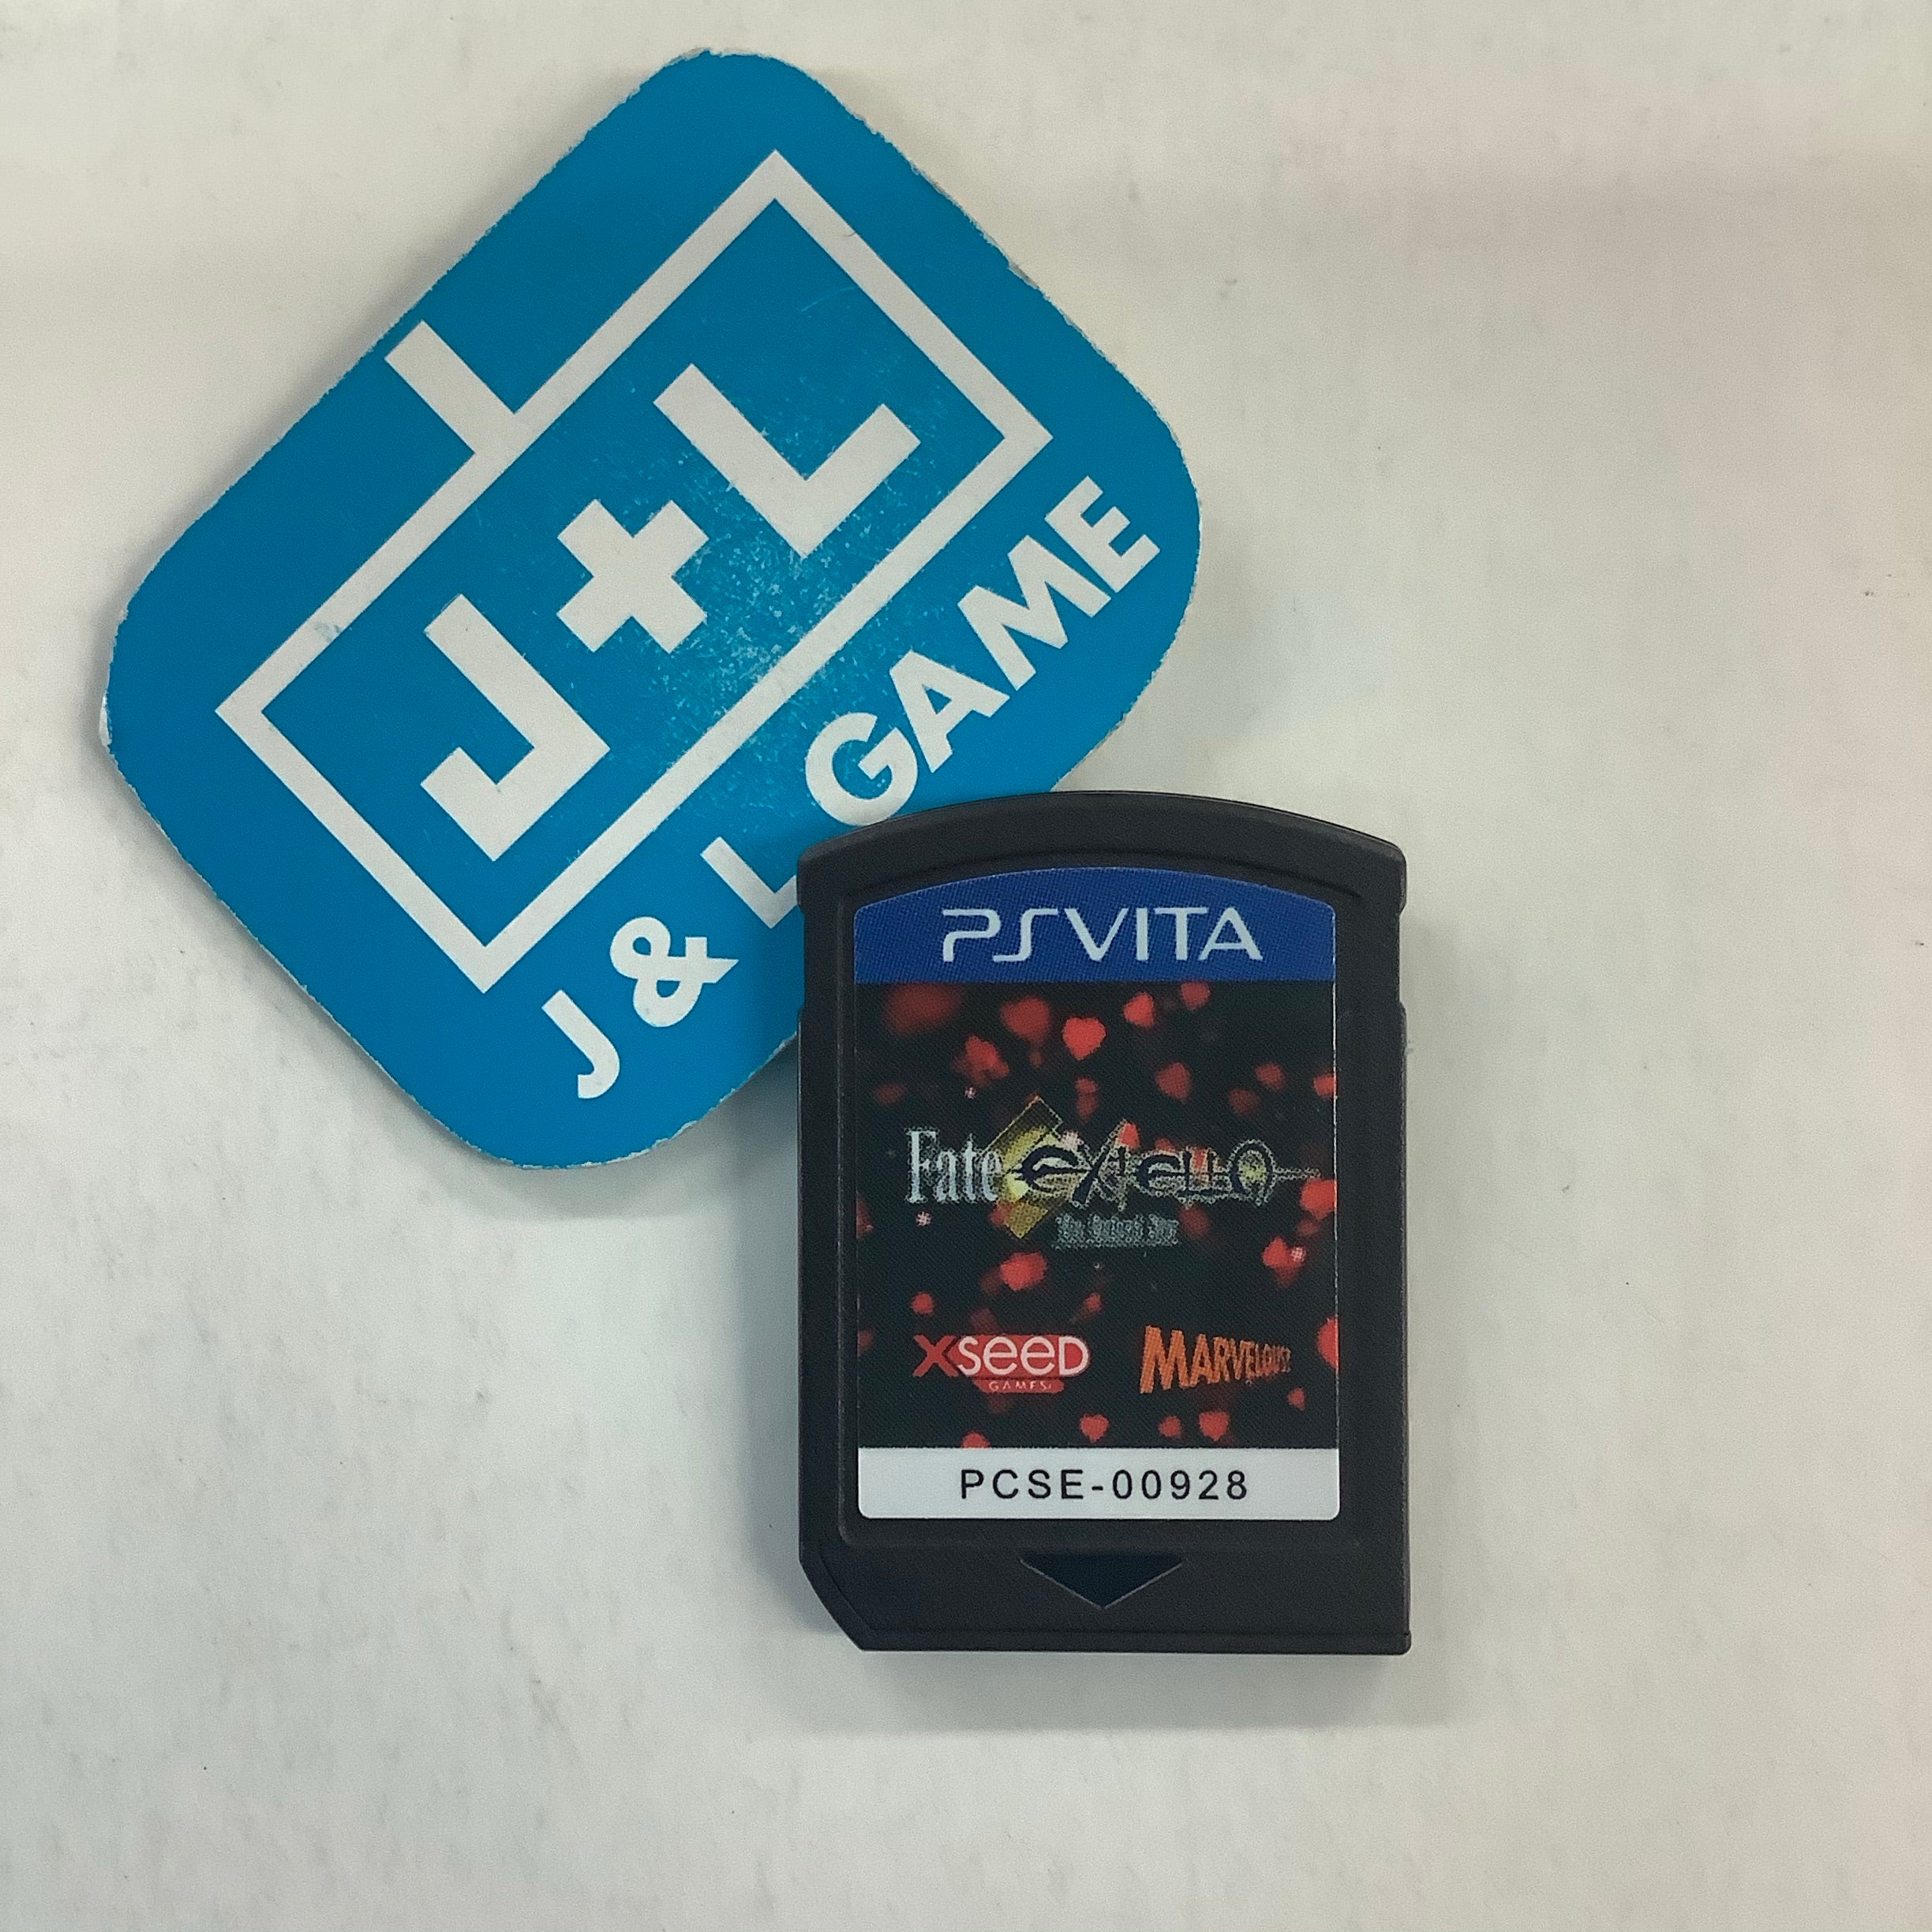 J+L
J & L GAME
PSVITA
Fate EXTELLA
XSEED
GAMES
MARVELOUS!
PCSE-00928